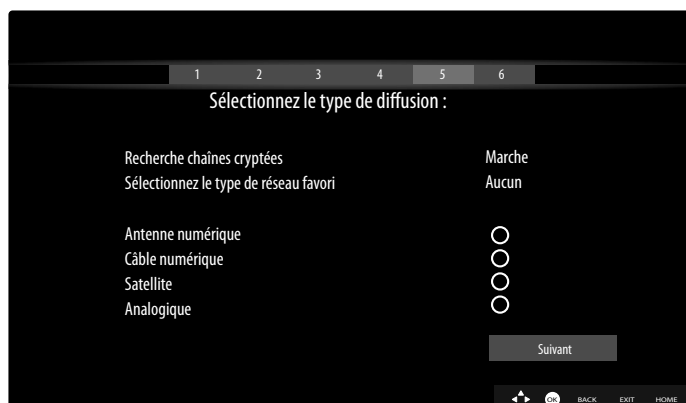 1 2 3 4 5 6
Sélectionnez le type de diffusion :
Recherche chaînes cryptées Marche
Sélectionnez le type de réseau favori Aucun
Antenne numérique
Câble numérique
Satellite
Analogique
Suivant
OK BACK EXIT HOME